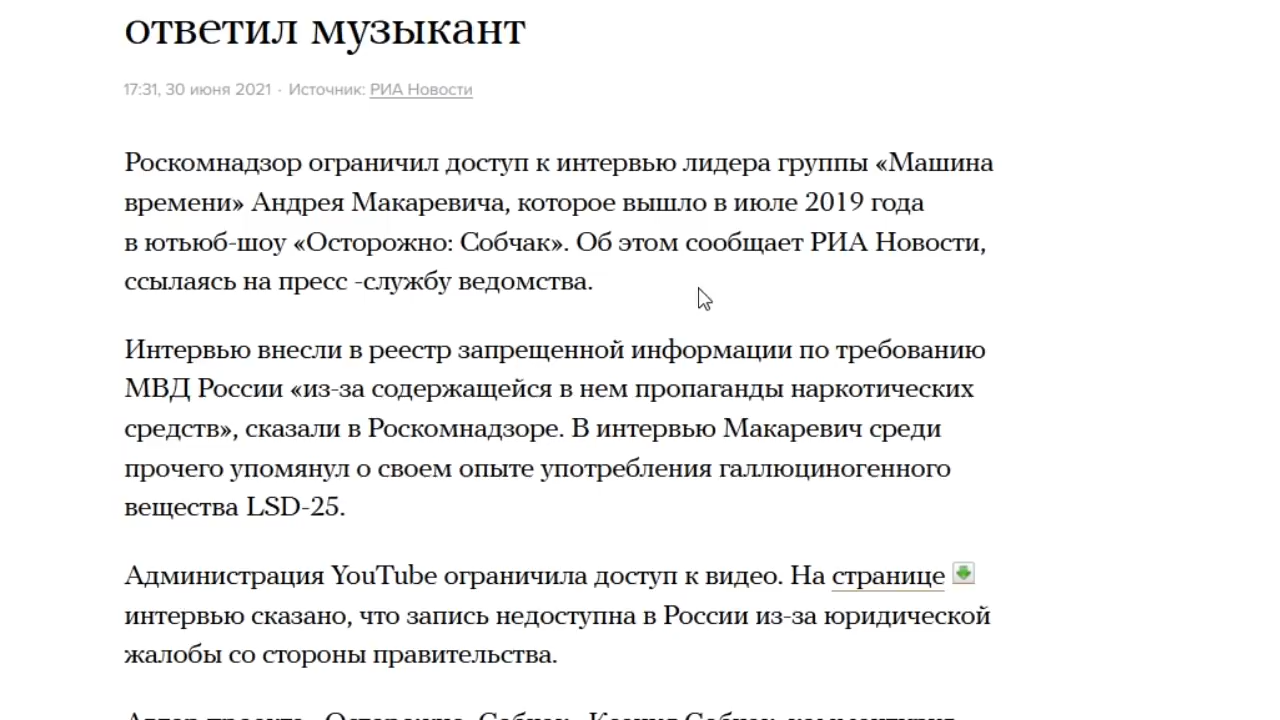 ответил музыкант
17:31, 30 июня 2021 · Источник: РИА Новости
Роскомнадзор ограничил доступ к интервью лидера группы «Машина
времени» Андрея Макаревича, которое вышло в июле 2019 года
в ютьюб-шоу «Осторожно: Собчак». Об этом сообщает РИА Новости,
ссылаясь на пресс -службу ведомства.
Интервью внесли в реестр запрещенной информации по требованию
МВД России «из-за содержащейся в нем пропаганды наркотических
средств», сказали в Роскомнадзоре. В интервью Макаревич среди
прочего упомянул о своем опыте употребления галлюциногенного
вещества LSD-25.
Администрация YouTube ограничила доступ к видео. На странице
интервью сказано, что запись недоступна в России из-за юридической
жалобы со стороны правительства.